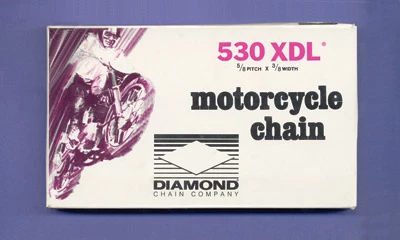 530 XDL®
5/8 PITCH X 3/8 WIDTH
motorcycle
chain
DIAMOND
CHAIN COMPANY